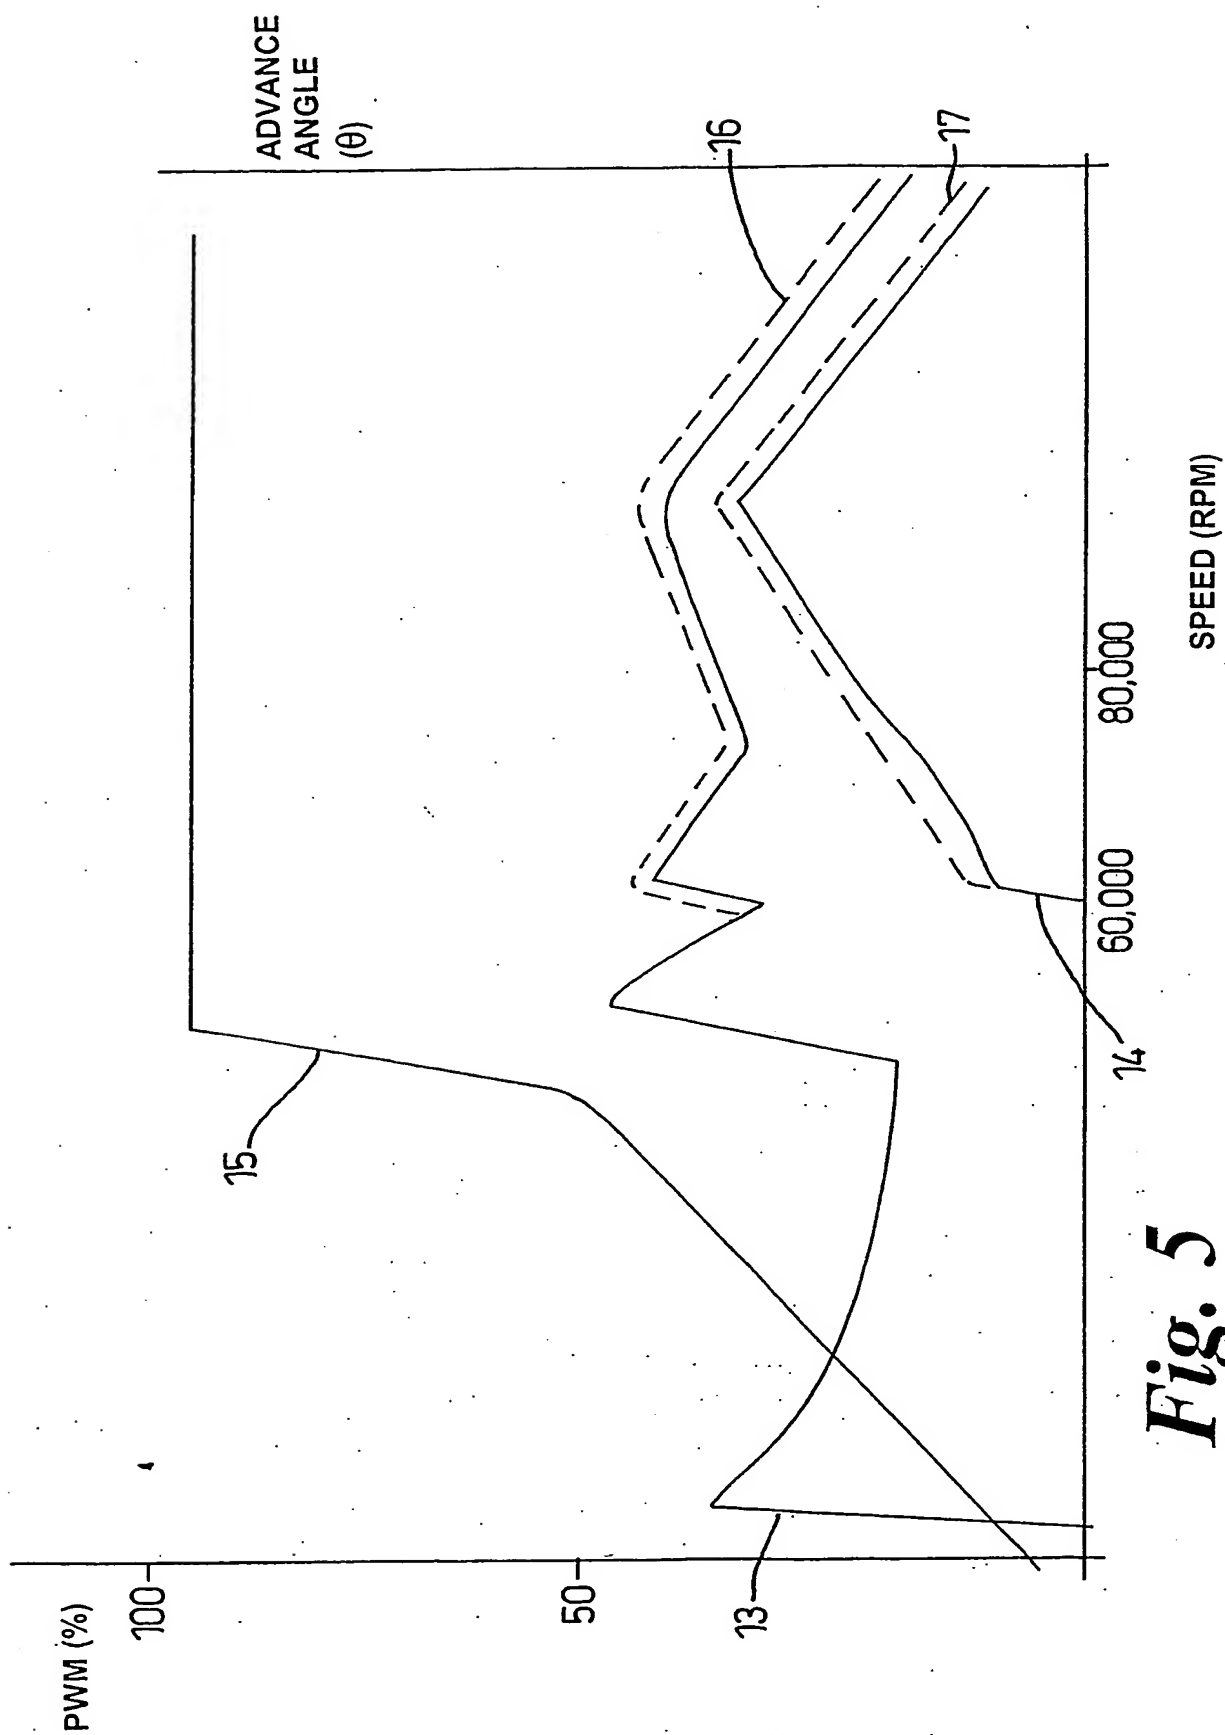 PWM (%)
ADVANCE
ANGLE
(θ)
100
50
15
16
17
13
14
60,000
80,000
SPEED (RPM)
Fig. 5